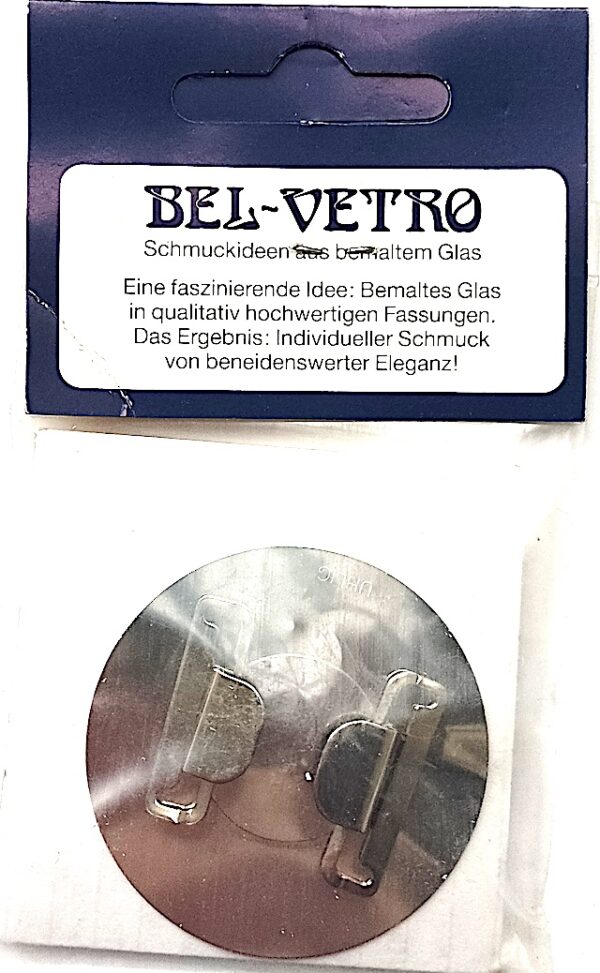 BEL-VETRO
Schmuckideen aus bemaltem Glas
Eine faszinierende Idee: Bemaltes Glas
in qualitativ hochwertigen Fassungen.
Das Ergebnis: Individueller Schmuck
von beneidenswerter Eleganz!